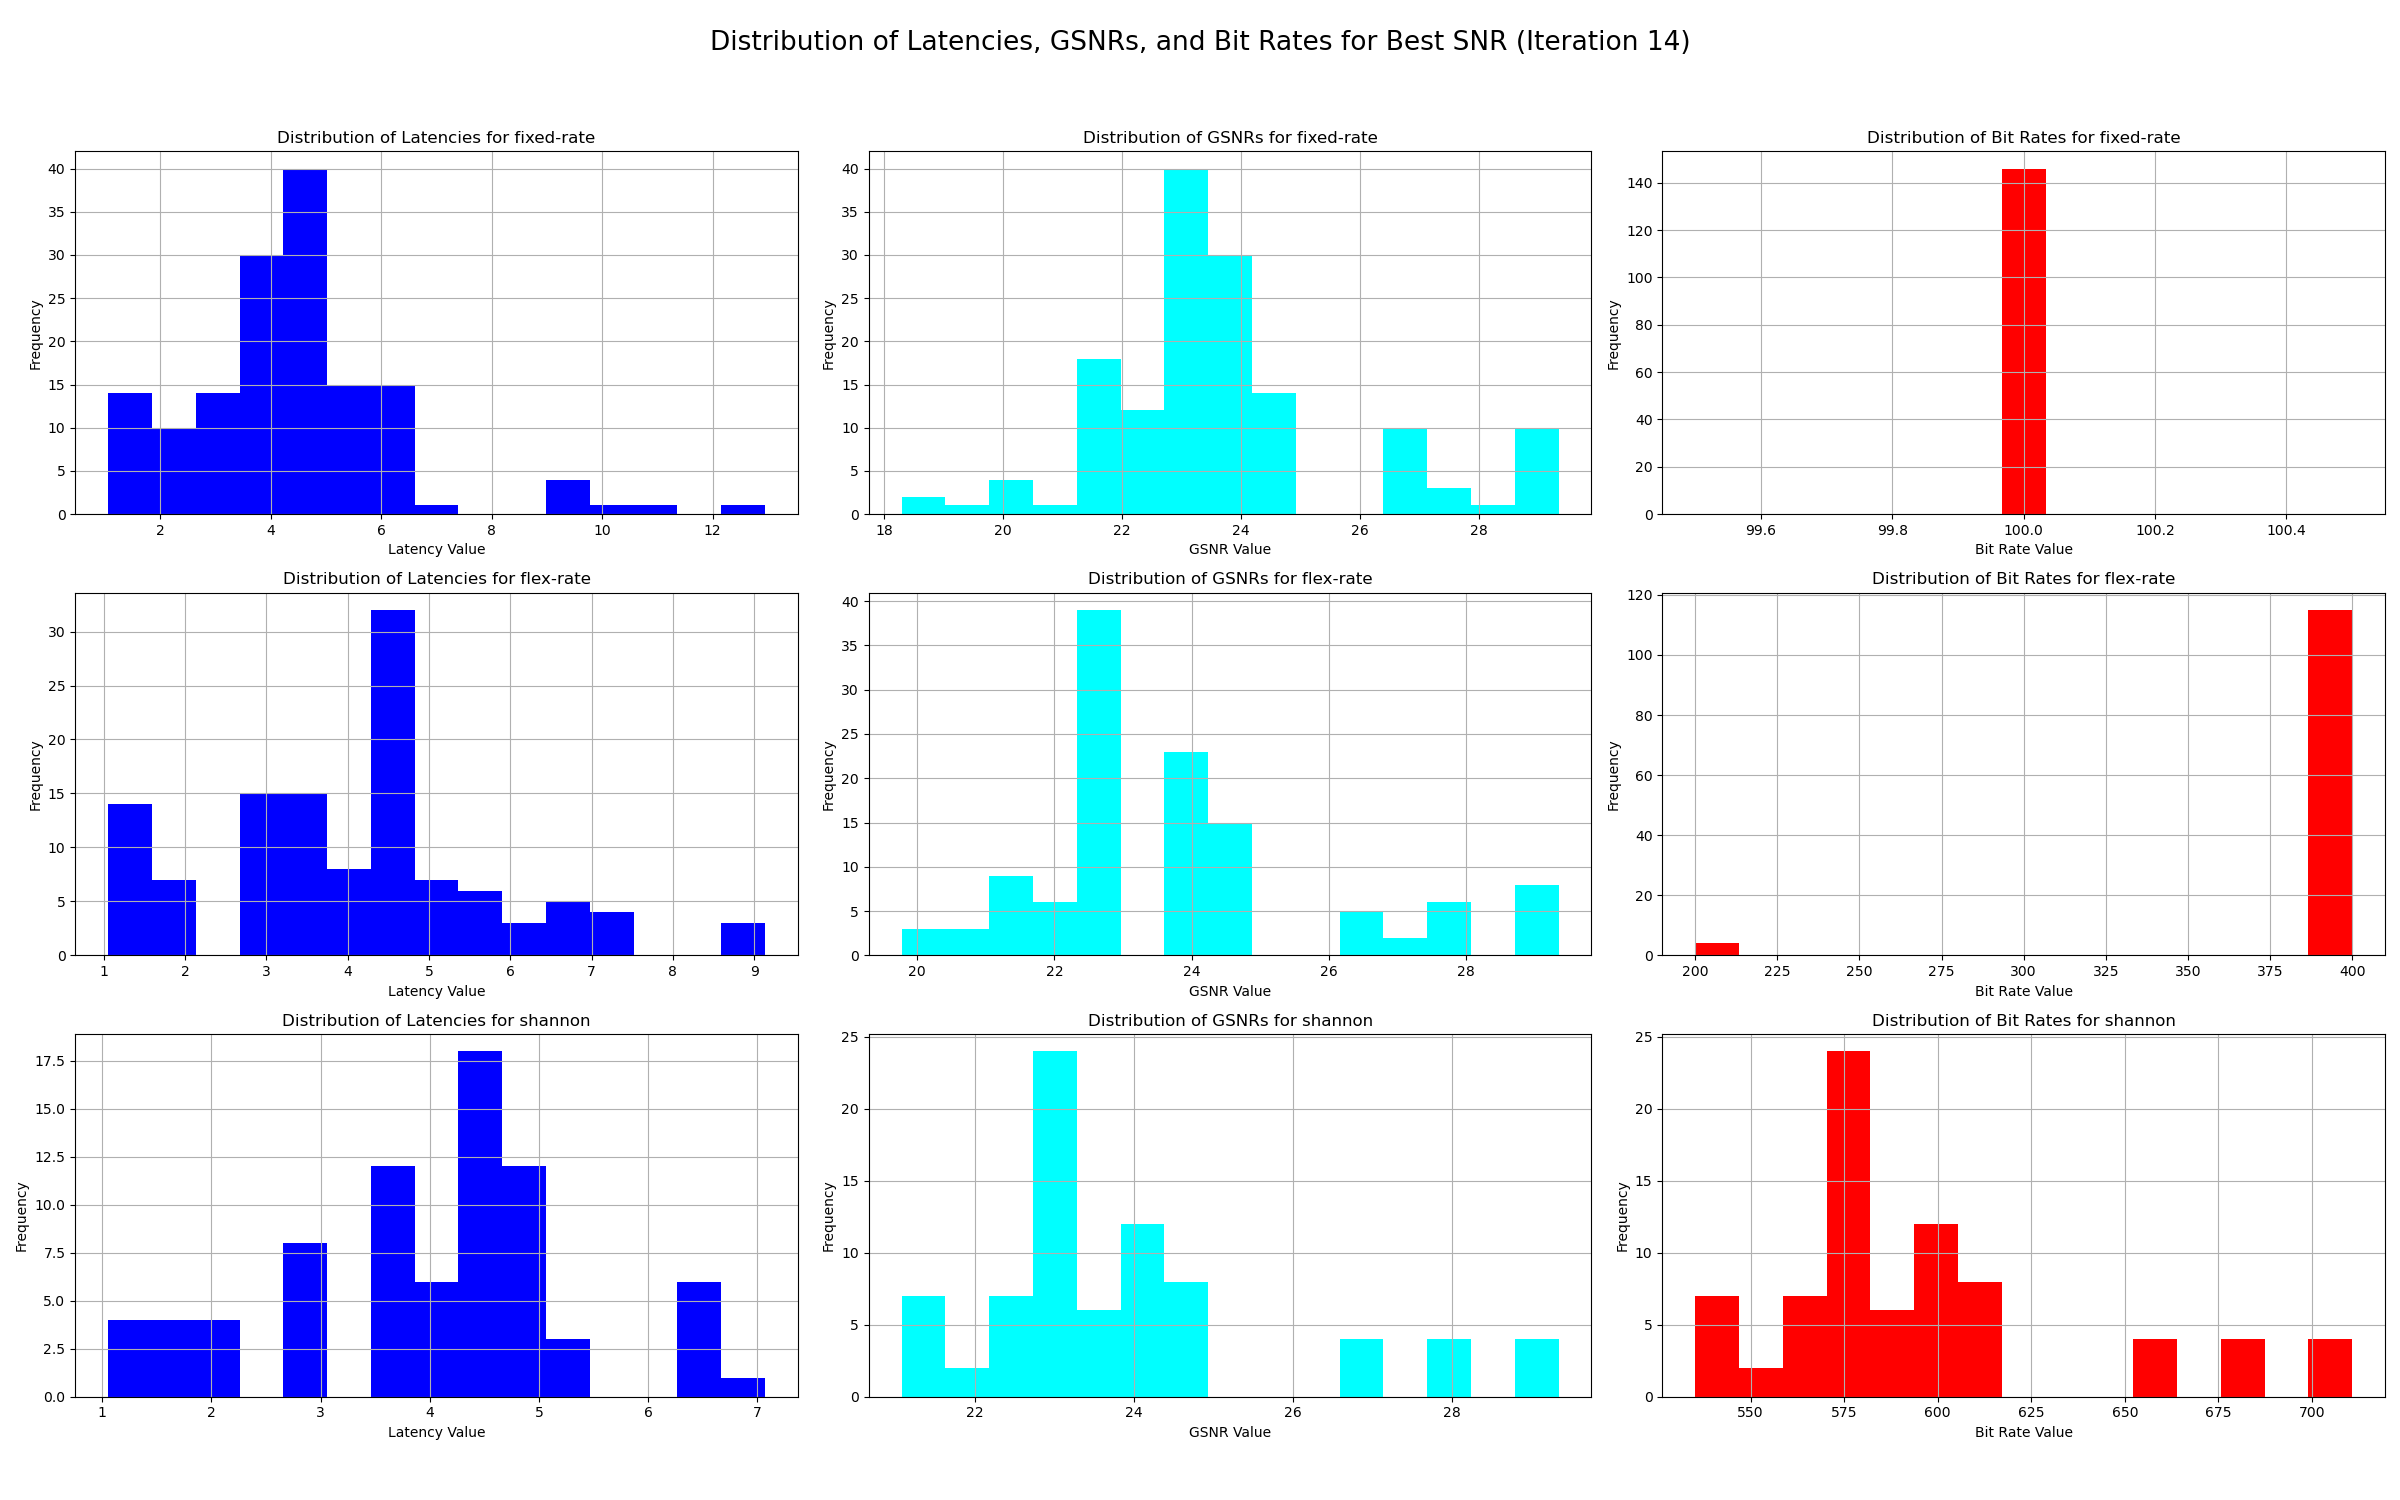 Distribution of Latencies, GSNRs, and Bit Rates for Best SNR (Iteration 14)
Distribution of Latencies for fixed-rate
Frequency
0 5 10 15 20 25 30 35 40
2 4 6 8 10 12
Latency Value
Distribution of GSNRs for fixed-rate
Frequency
0 5 10 15 20 25 30 35 40
18 20 22 24 26 28
GSNR Value
Distribution of Bit Rates for fixed-rate
Frequency
0 20 40 60 80 100 120 140
99.6 99.8 100.0 100.2 100.4
Bit Rate Value
Distribution of Latencies for flex-rate
Frequency
0 5 10 15 20 25 30
1 2 3 4 5 6 7 8 9
Latency Value
Distribution of GSNRs for flex-rate
Frequency
0 5 10 15 20 25 30 35 40
20 22 24 26 28
GSNR Value
Distribution of Bit Rates for flex-rate
Frequency
0 20 40 60 80 100 120
200 225 250 275 300 325 350 375 400
Bit Rate Value
Distribution of Latencies for shannon
Frequency
0.0 2.5 5.0 7.5 10.0 12.5 15.0 17.5
1 2 3 4 5 6 7
Latency Value
Distribution of GSNRs for shannon
Frequency
0 5 10 15 20 25
22 24 26 28
GSNR Value
Distribution of Bit Rates for shannon
Frequency
0 5 10 15 20 25
550 575 600 625 650 675 700
Bit Rate Value